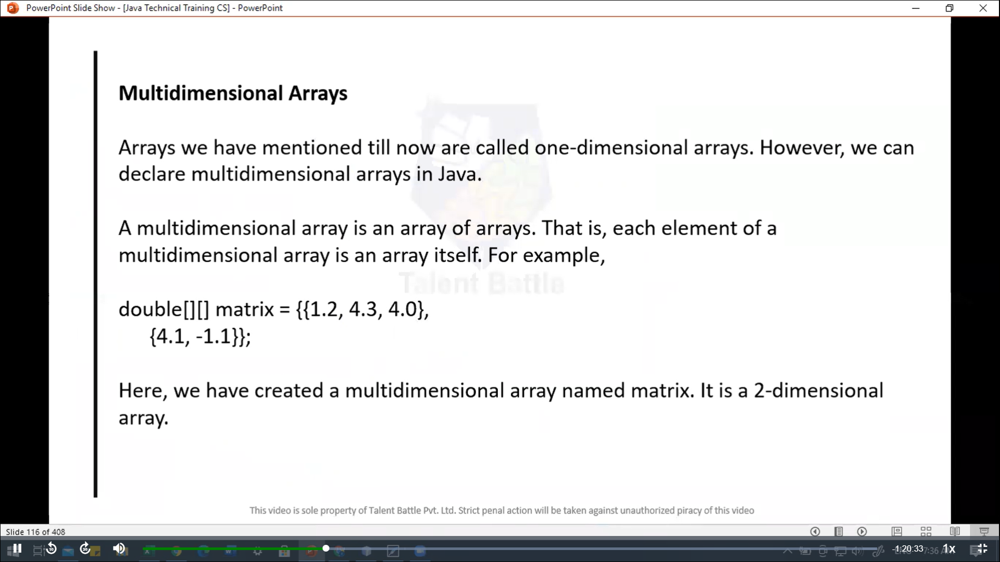 PowerPoint Slide Show - [Java Technical Training CS] - PowerPoint
Multidimensional Arrays
Arrays we have mentioned till now are called one-dimensional arrays. However, we can
declare multidimensional arrays in Java.
A multidimensional array is an array of arrays. That is, each element of a
multidimensional array is an array itself. For example,
Talent Battle
double[][] matrix = {{1.2, 4.3, 4.0},
{4.1, -1.1}};
Here, we have created a multidimensional array named matrix. It is a 2-dimensional
array.
This video is sole property of Talent Battle Pvt. Ltd. Strict penal action will be taken against unauthorized piracy of this video
Slide 116 of 408
10 30 -1:20:33 1x